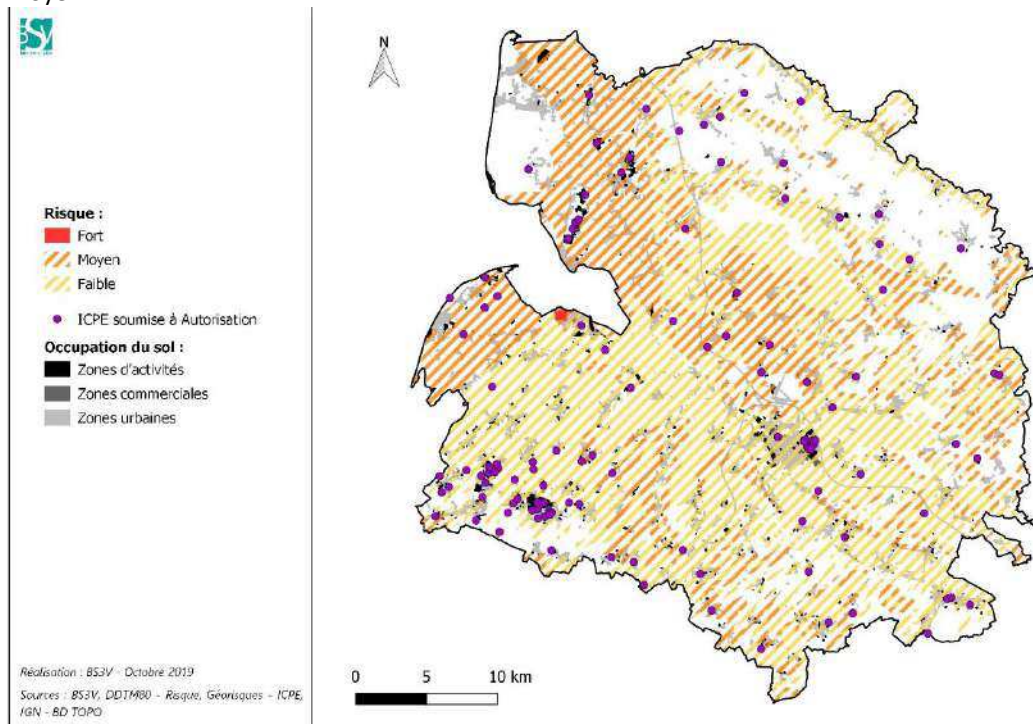 N
Risque :
Fort
Moyen
Faible
ICPE soumise à Autorisation
Occupation du sol :
Zones d'activités
Zones commerciales
Zones urbaines
Réalisation : BS3V - Octobre 2019
Sources : BS3V, DDTM80 - Risque, Géorisques - ICPE,
IGN - BD TOPO
0 5 10 km